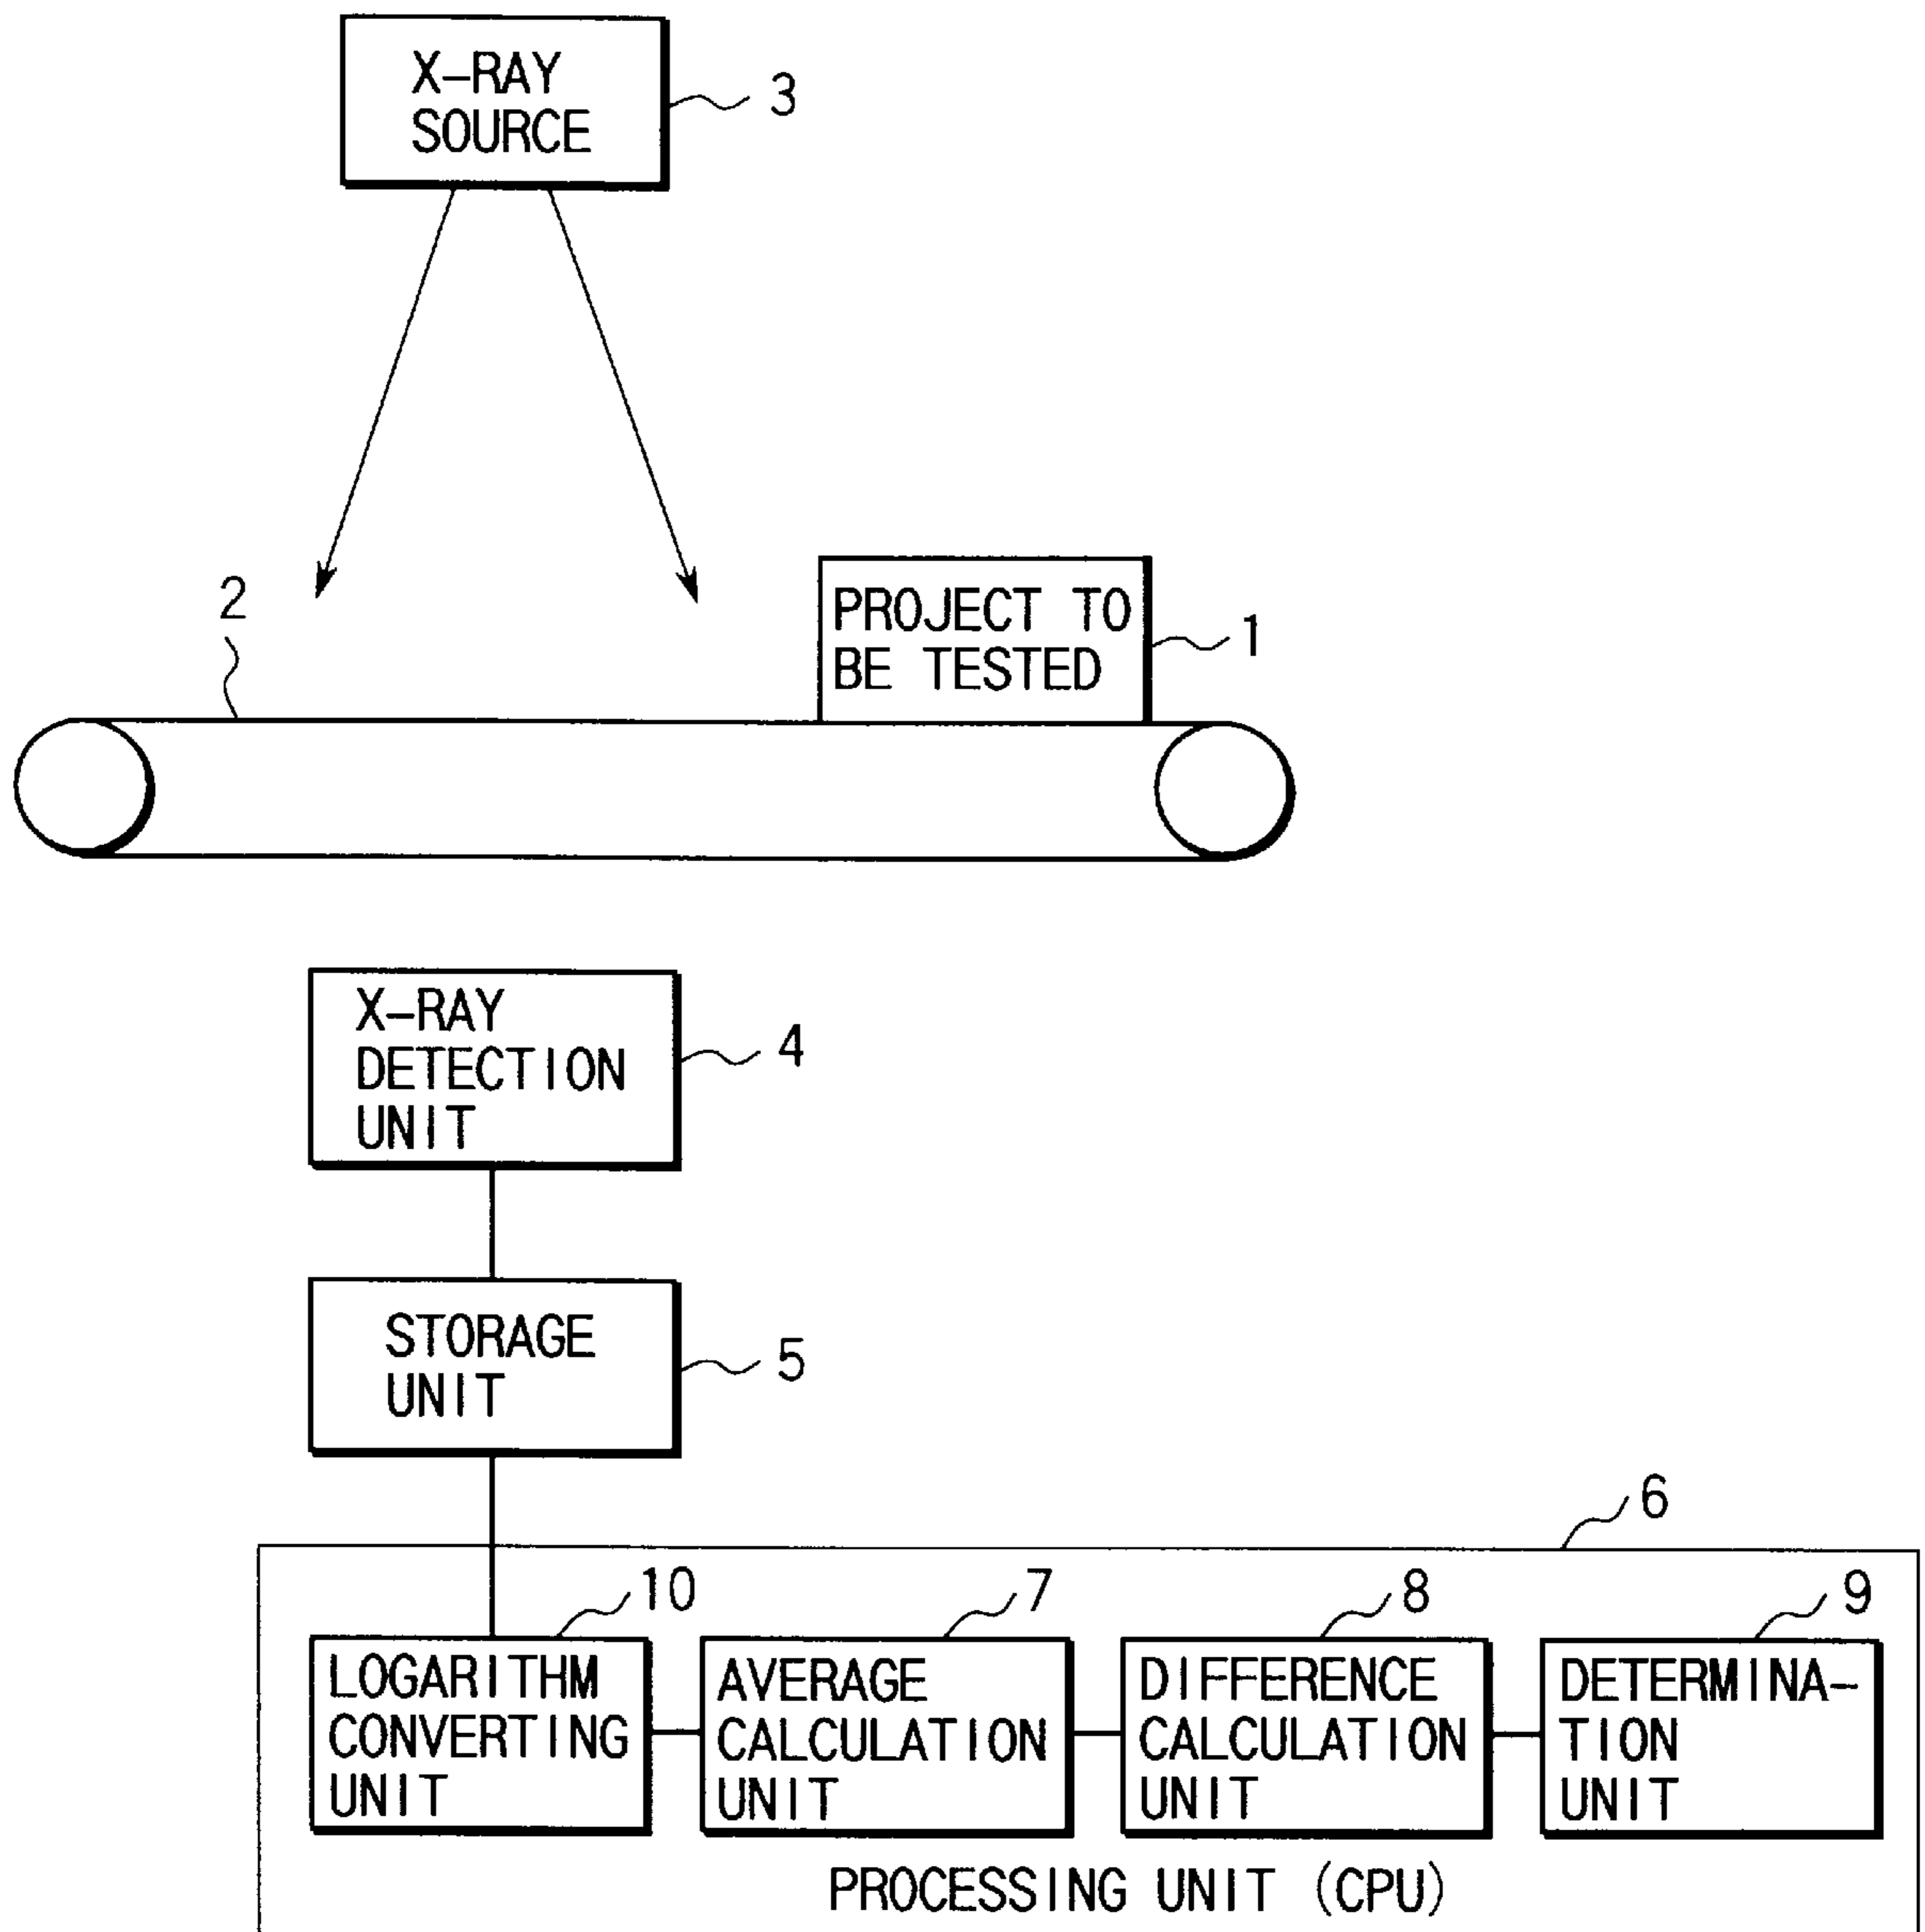 X-RAY
SOURCE
3
2
PROJECT TO
BE TESTED
1
X-RAY
DETECTION
UNIT
4
STORAGE
UNIT
5
6
10
7
8
9
LOGARITHM
CONVERTING
UNIT
AVERAGE
CALCULATION
UNIT
DIFFERENCE
CALCULATION
UNIT
DETERMINA-
TION
UNIT
PROCESSING UNIT (CPU)